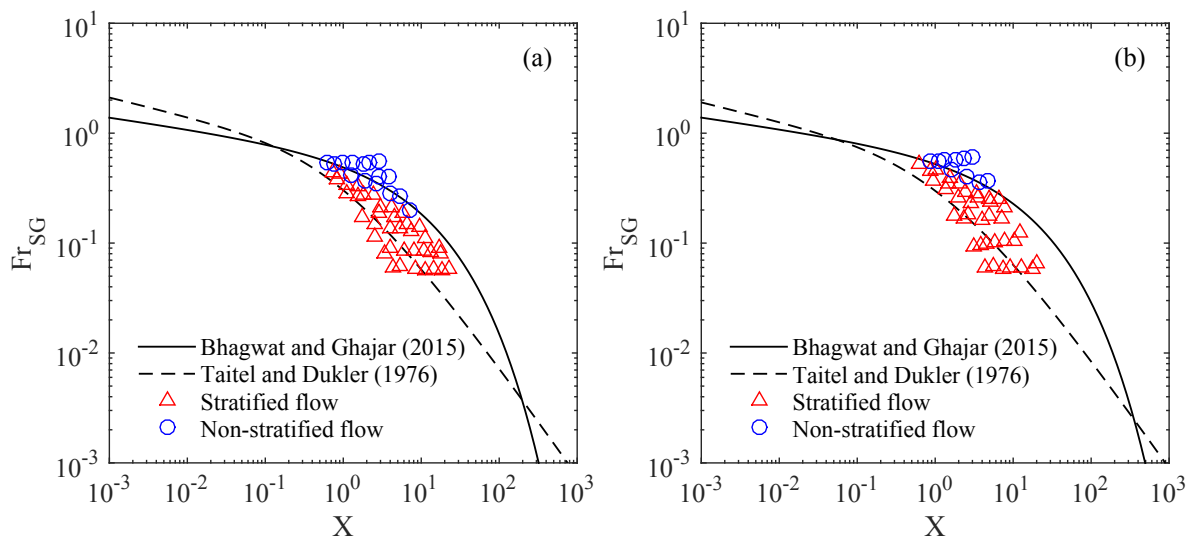 (a)
10^1
10^0
10^-1
10^-2
10^-3
Fr_SG
Bhagwat and Ghajar (2015)
Taitel and Dukler (1976)
Stratified flow
Non-stratified flow
10^-3 10^-2 10^-1 10^0 10^1 10^2 10^3
X
(b)
10^1
10^0
10^-1
10^-2
10^-3
Fr_SG
Bhagwat and Ghajar (2015)
Taitel and Dukler (1976)
Stratified flow
Non-stratified flow
10^-3 10^-2 10^-1 10^0 10^1 10^2 10^3
X